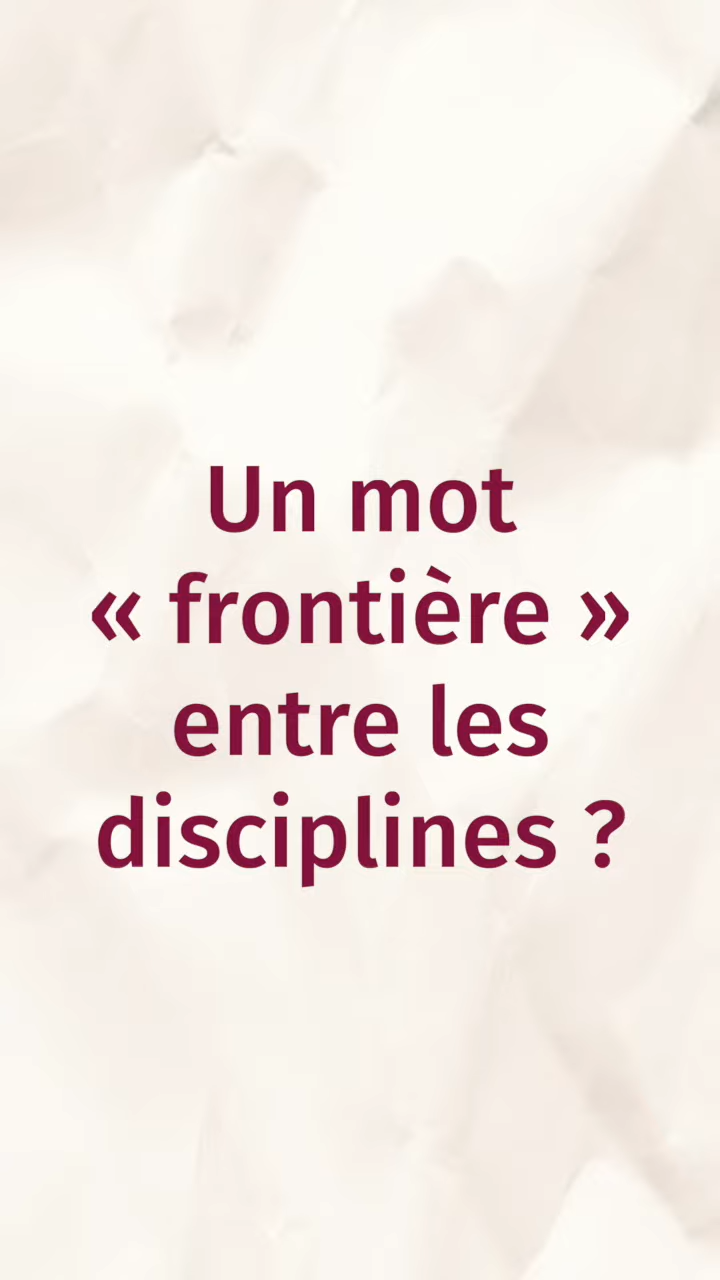 Un mot
« frontière »
entre les
disciplines ?